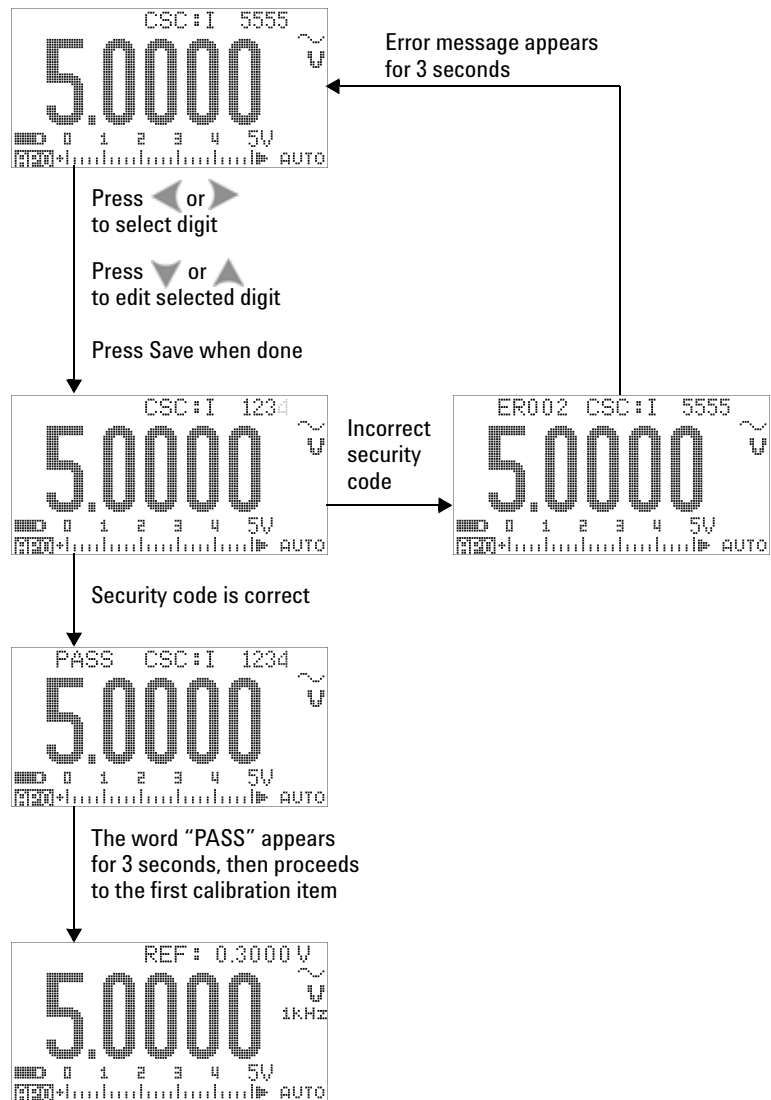 CSC:I 5555
5.0000
0 1 2 3 4 5V
APO + AUTO
Error message appears
for 3 seconds
Press or
to select digit
Press or
to edit selected digit
Press Save when done
CSC:I 1234
5.0000
0 1 2 3 4 5V
APO + AUTO
Incorrect
security
code
ER002 CSC:I 5555
5.0000
0 1 2 3 4 5V
APO + AUTO
Security code is correct
PASS CSC:I 1234
5.0000
0 1 2 3 4 5V
APO + AUTO
The word “PASS” appears
for 3 seconds, then proceeds
to the first calibration item
REF: 0.3000 V
5.0000
V
1kHz
0 1 2 3 4 5V
APO + AUTO